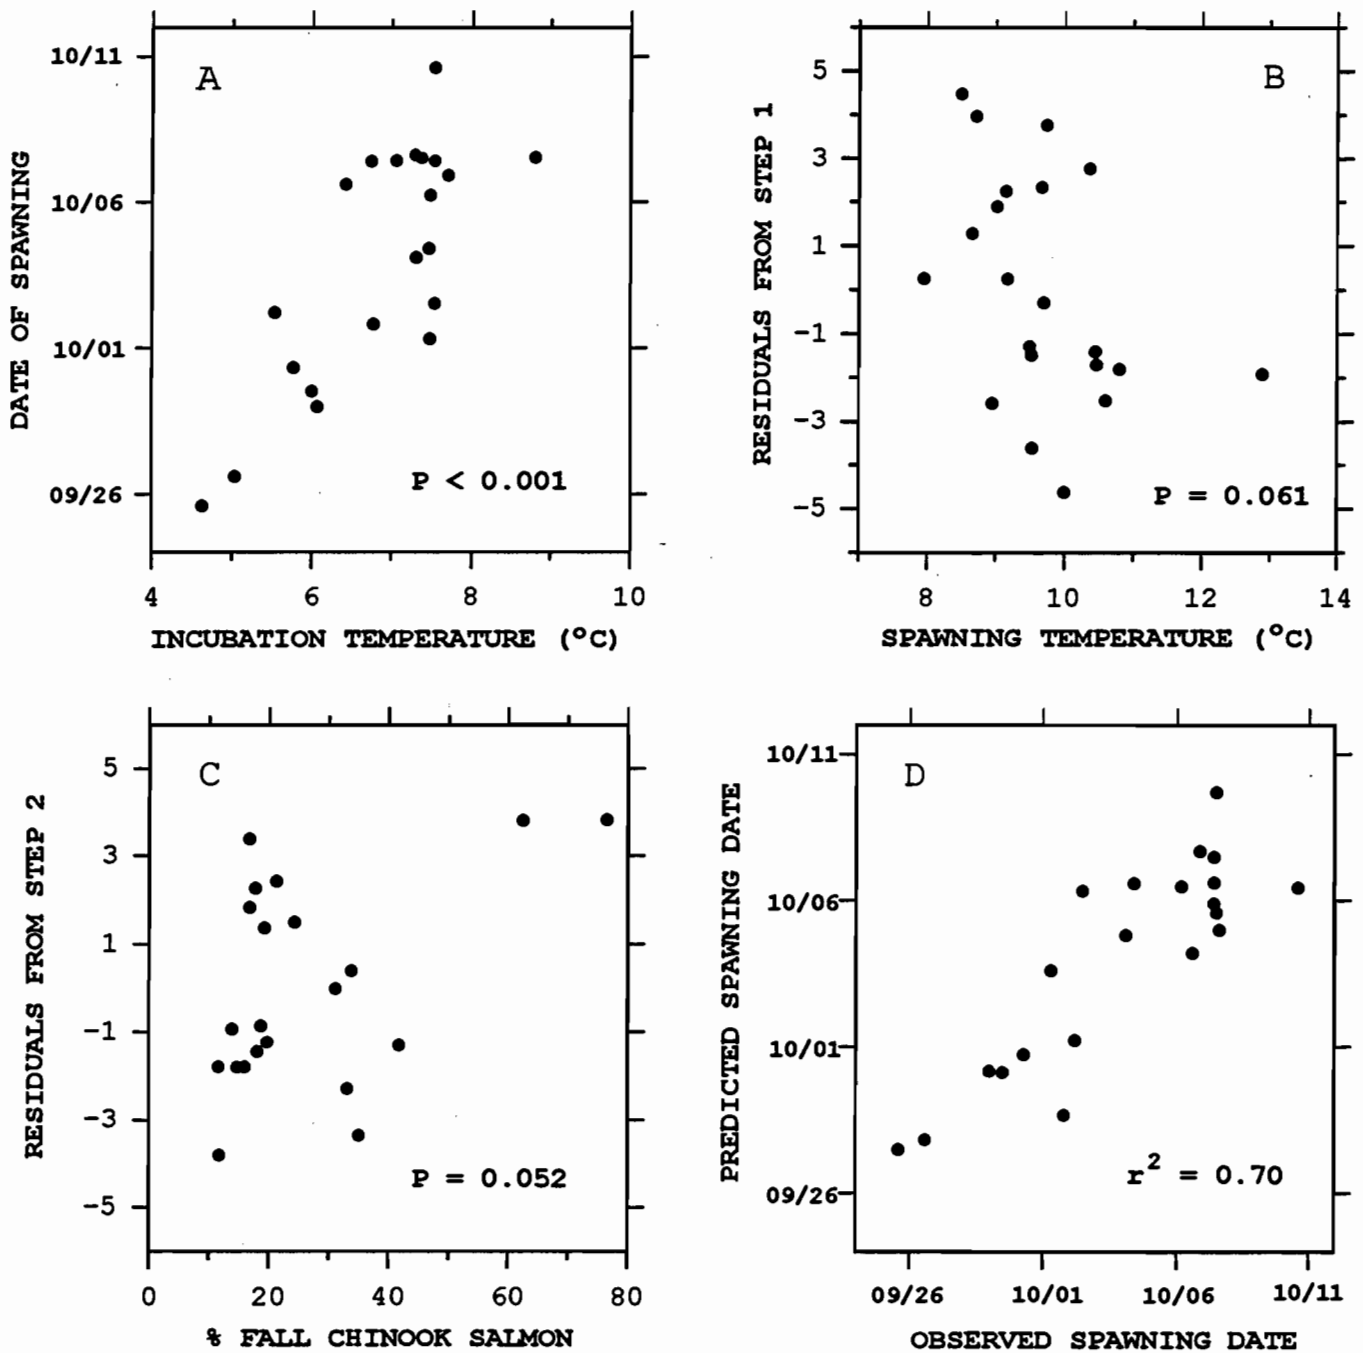 A
DATE OF SPAWNING
10/11
10/06
10/01
09/26
P < 0.001
4 6 8 10
INCUBATION TEMPERATURE (°C)
B
RESIDUALS FROM STEP 1
5
3
1
-1
-3
-5
P = 0.061
8 10 12 14
SPAWNING TEMPERATURE (°C)
C
RESIDUALS FROM STEP 2
5
3
1
-1
-3
-5
P = 0.052
0 20 40 60 80
% FALL CHINOOK SALMON
D
PREDICTED SPAWNING DATE
10/11
10/06
10/01
09/26
r² = 0.70
09/26 10/01 10/06 10/11
OBSERVED SPAWNING DATE